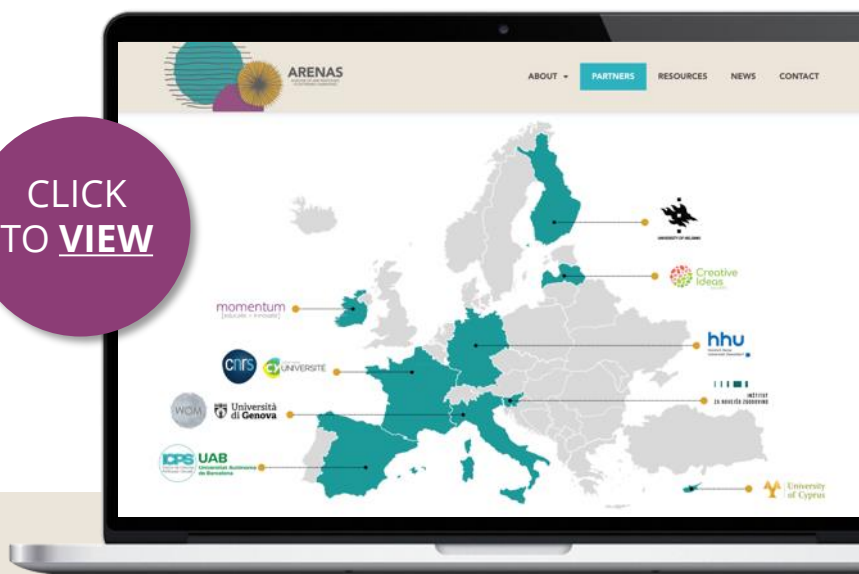 CLICK
TO VIEW
ARENAS
ABOUT
PARTNERS
RESOURCES
NEWS
CONTACT
UNIVERSITY OF HELSINKI
Creative
Ideas
momentum
[educate + innovate]
hhu
cnrs
CY UNIVERSITÉ
INŠTITUT
ZA NOVEJŠO ZGODOVINO
WOM
Università
di Genova
ICPS
UAB
Universitat Autònoma
de Barcelona
University
of Cyprus